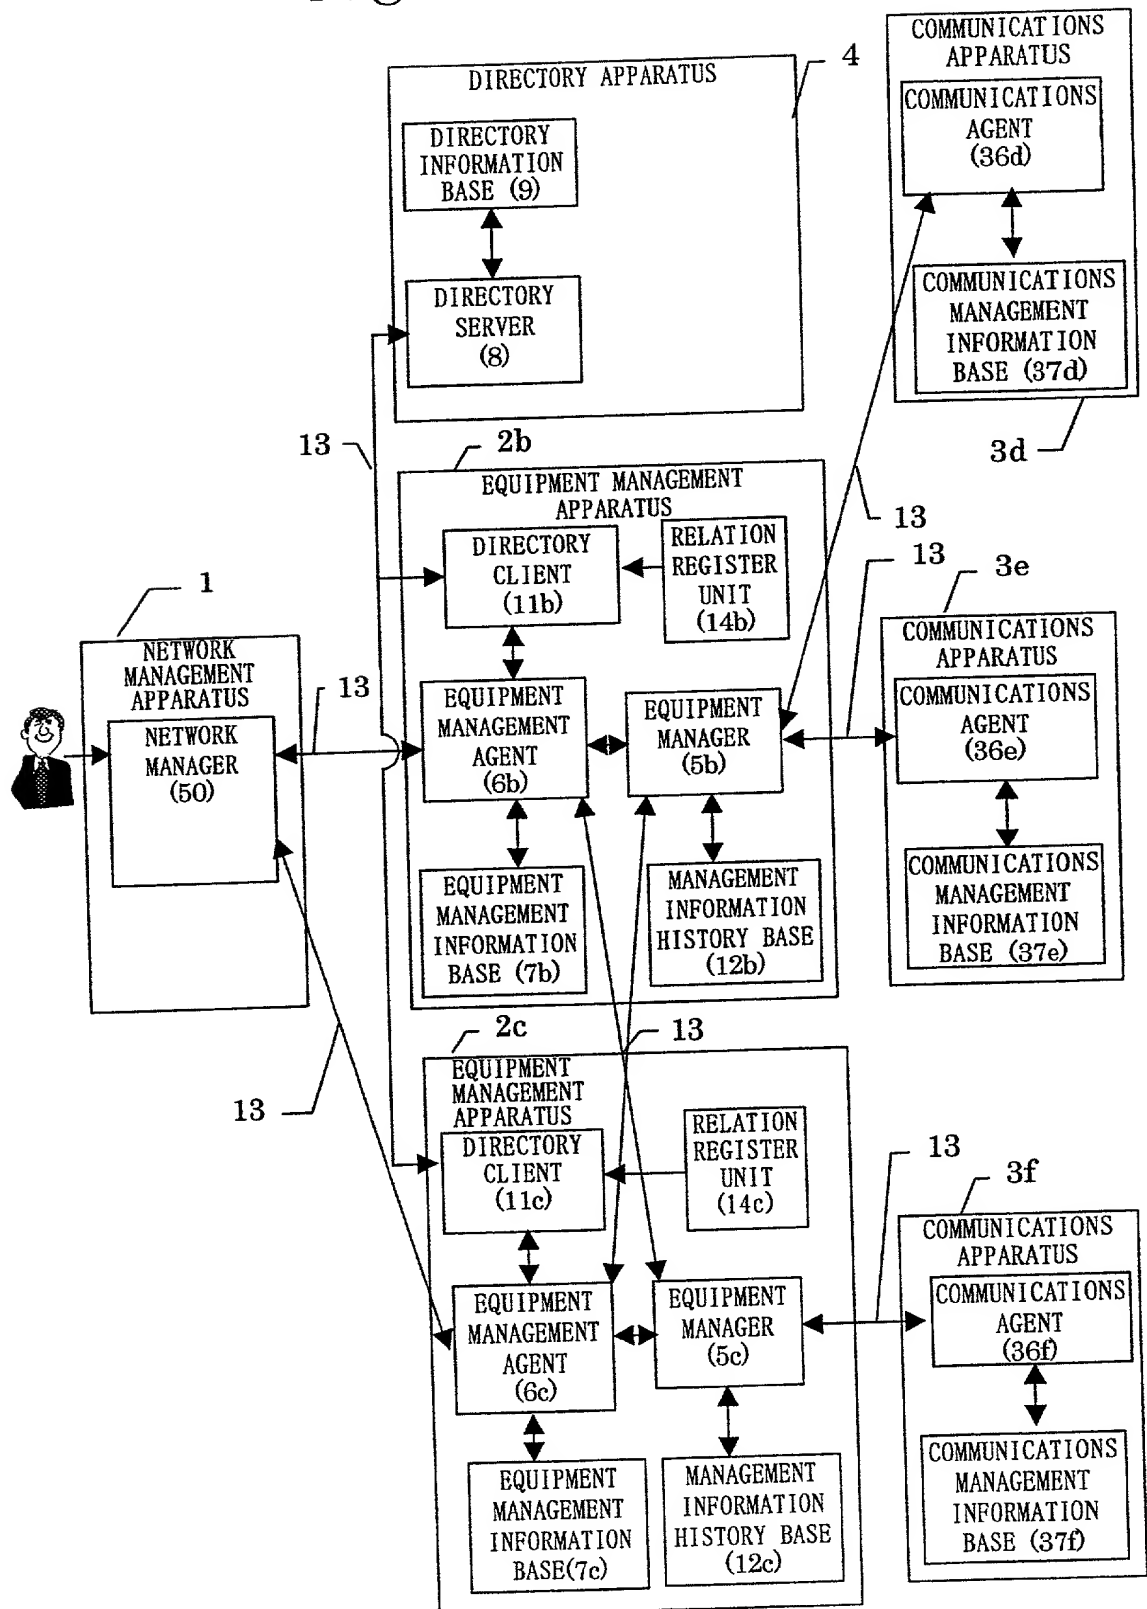 DIRECTORY APPARATUS
4
DIRECTORY
INFORMATION
BASE (9)
DIRECTORY
SERVER
(8)
COMMUNICATIONS
APPARATUS
COMMUNICATIONS
AGENT
(36d)
COMMUNICATIONS
MANAGEMENT
INFORMATION
BASE (37d)
3d
13
2b
EQUIPMENT MANAGEMENT
APPARATUS
DIRECTORY
CLIENT
(11b)
RELATION
REGISTER
UNIT
(14b)
13
13
3e
1
NETWORK
MANAGEMENT
APPARATUS
NETWORK
MANAGER
(50)
13
EQUIPMENT
MANAGEMENT
AGENT
(6b)
EQUIPMENT
MANAGER
(5b)
COMMUNICATIONS
APPARATUS
COMMUNICATIONS
AGENT
(36e)
COMMUNICATIONS
MANAGEMENT
INFORMATION
BASE (37e)
EQUIPMENT
MANAGEMENT
INFORMATION
BASE (7b)
MANAGEMENT
INFORMATION
HISTORY BASE
(12b)
13
2c
13
EQUIPMENT
MANAGEMENT
APPARATUS
DIRECTORY
CLIENT
(11c)
RELATION
REGISTER
UNIT
(14c)
13
3f
EQUIPMENT
MANAGEMENT
AGENT
(6c)
EQUIPMENT
MANAGER
(5c)
COMMUNICATIONS
APPARATUS
COMMUNICATIONS
AGENT
(36f)
COMMUNICATIONS
MANAGEMENT
INFORMATION
BASE (37f)
EQUIPMENT
MANAGEMENT
INFORMATION
BASE(7c)
MANAGEMENT
INFORMATION
HISTORY BASE
(12c)